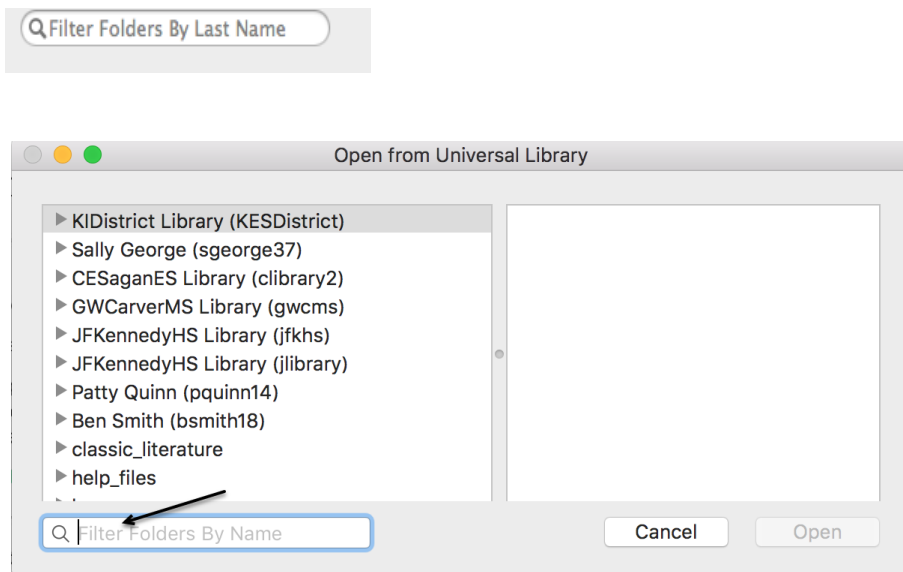 Filter Folders By Last Name
Open from Universal Library
KIDistrict Library (KESDistrict)
Sally George (sgeorge37)
CESaganES Library (clibrary2)
GWCarverMS Library (gwcms)
JFKennedyHS Library (jfkhs)
JFKennedyHS Library (jlibrary)
Patty Quinn (pquinn14)
Ben Smith (bsmith18)
classic_literature
help_files
Filter Folders By Name
Cancel
Open